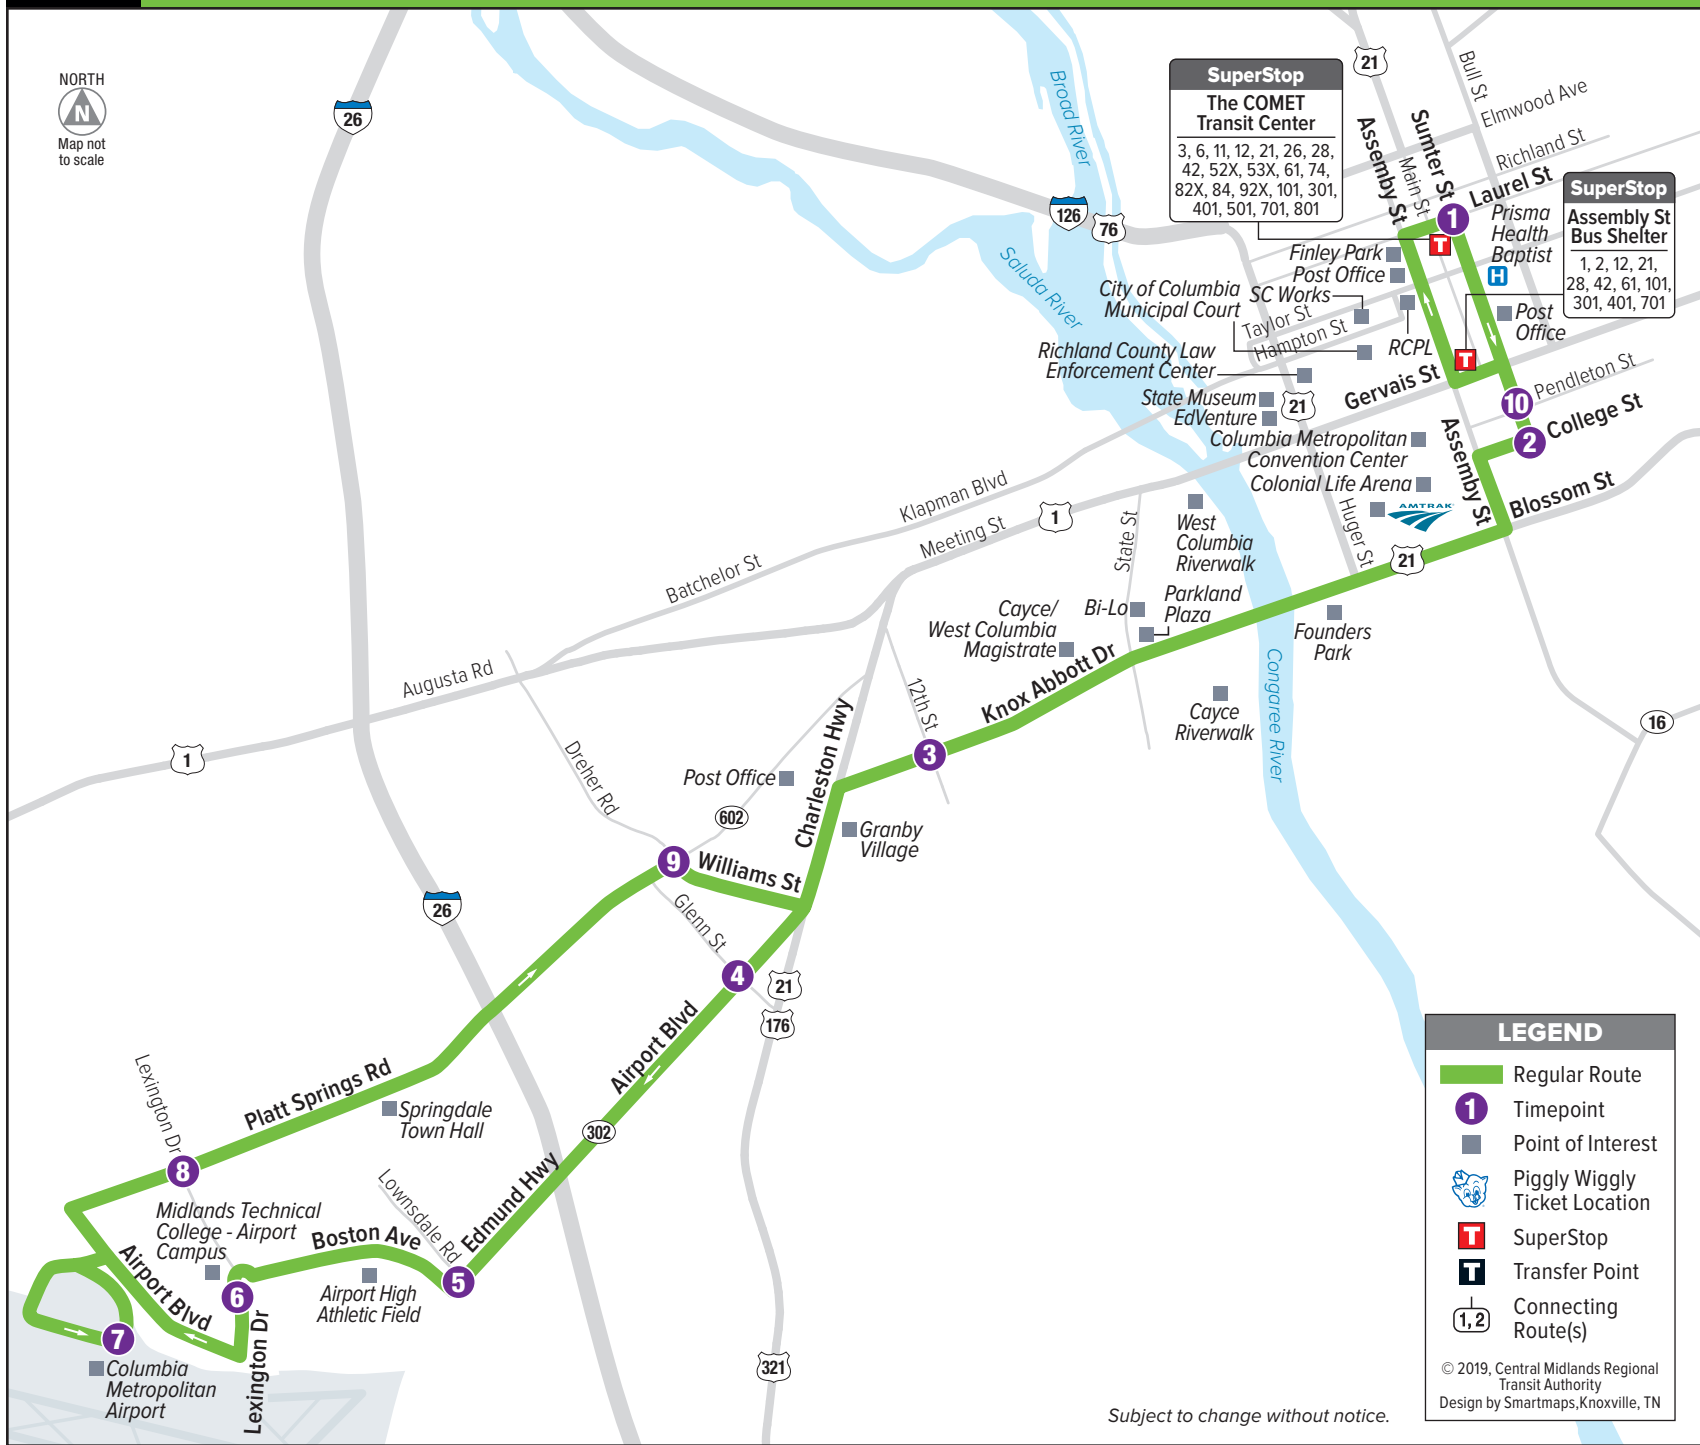 NORTH
N
Map not
to scale
26
Broad River
126
76
Saluda River
SuperStop
The COMET
Transit Center
3, 6, 11, 12, 21, 26, 28,
42, 52X, 53X, 61, 74,
82X, 84, 92X, 101, 301,
401, 501, 701, 801
21
Bull St
Elmwood Ave
Richland St
Laurel St
Sumter St
Main St
Assemby St
1
T
SuperStop
Assembly St
Bus Shelter
1, 2, 12, 21,
28, 42, 61, 101,
301, 401, 701
Prisma
Health
Baptist
H
Finley Park
Post Office
SC Works
City of Columbia
Municipal Court
Taylor St
Hampton St
RCPL
Post
Office
T
Richland County Law
Enforcement Center
State Museum
EdVenture
21
Gervais St
Pendleton St
10
2
College St
Columbia Metropolitan
Convention Center
Colonial Life Arena
AMTRAK
Assemby St
Blossom St
Huger St
21
Klapman Blvd
Meeting St
1
Batchelor St
State St
West
Columbia
Riverwalk
Bi-Lo
Parkland
Plaza
Cayce/
West Columbia
Magistrate
Founders
Park
Congaree River
Cayce
Riverwalk
16
Augusta Rd
1
Knox Abbott Dr
12th St
3
Charleston Hwy
Dreher Rd
Post Office
602
Granby
Village
9
Williams St
26
Glenn St
4
21
176
Airport Blvd
302
Edmund Hwy
Lexington Dr
Platt Springs Rd
Springdale
Town Hall
8
Midlands Technical
College - Airport
Campus
Boston Ave
Lownsdale Rd
5
Airport High
Athletic Field
6
Airport Blvd
Lexington Dr
7
Columbia
Metropolitan
Airport
321
Subject to change without notice.
LEGEND
Regular Route
1
Timepoint
Point of Interest
Piggly Wiggly
Ticket Location
T
SuperStop
T
Transfer Point
1, 2
Connecting
Route(s)
© 2019, Central Midlands Regional
Transit Authority
Design by Smartmaps,Knoxville, TN